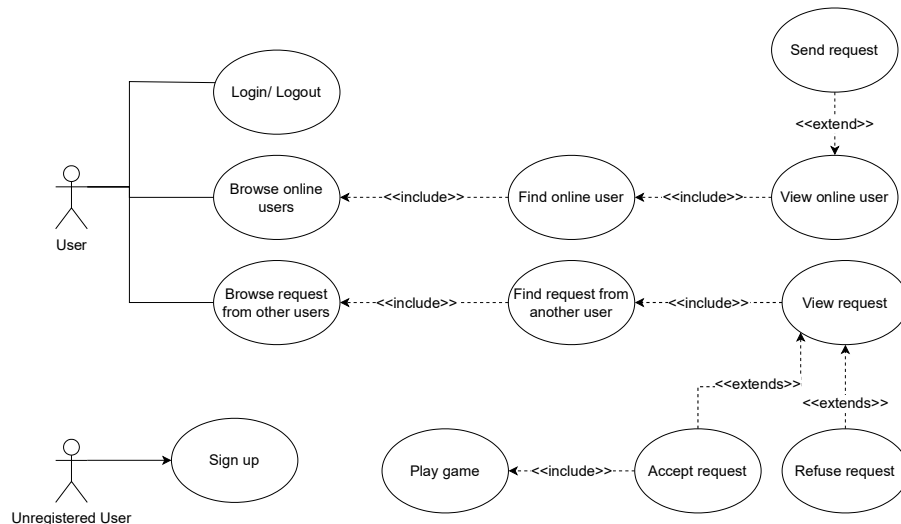 Send request
<<extend>>
Login/ Logout
Browse online
users
<<include>>
Find online user
<<include>>
View online user
User
Browse request
from other users
<<include>>
Find request from
another user
<<include>>
View request
<<extends>>
<<extends>>
Sign up
Play game
<<include>>
Accept request
Refuse request
Unregistered User